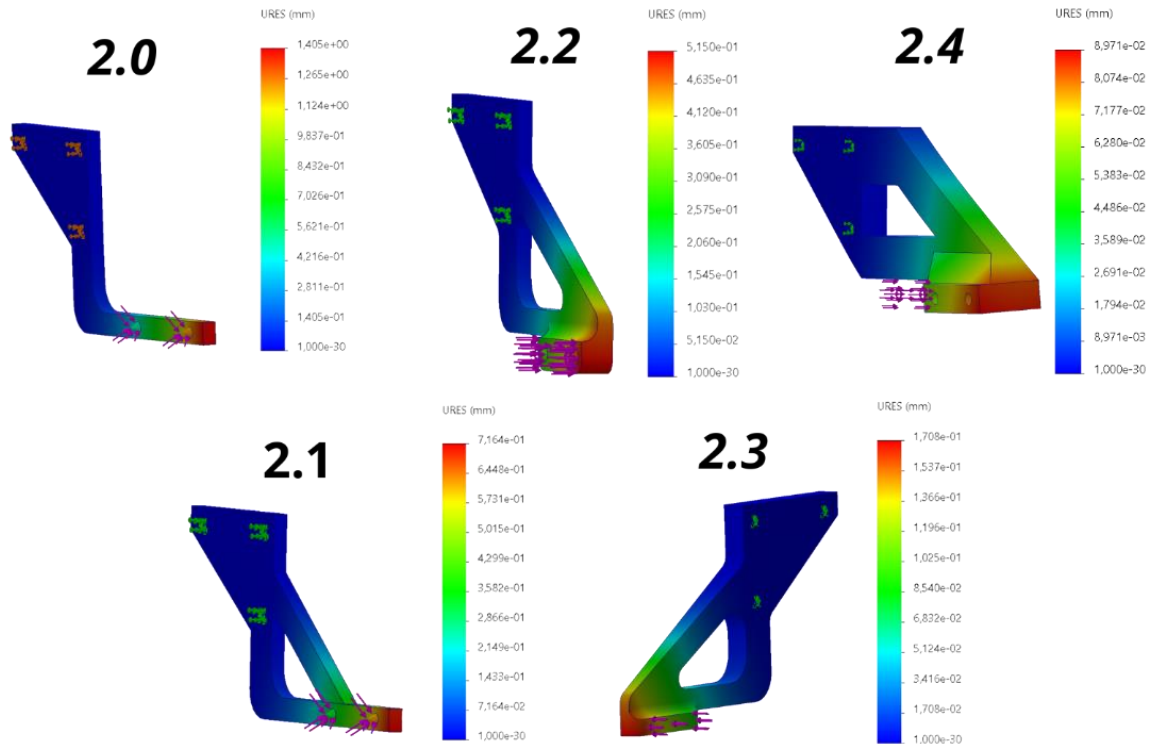 URES (mm)
2.0
1,405e+00
1,265e+00
1,124e+00
9,837e-01
8,432e-01
7,026e-01
5,621e-01
4,216e-01
2,811e-01
1,405e-01
1,000e-30
URES (mm)
2.2
5,150e-01
4,635e-01
4,120e-01
3,605e-01
3,090e-01
2,575e-01
2,060e-01
1,545e-01
1,030e-01
5,150e-02
1,000e-30
URES (mm)
2.4
8,971e-02
8,074e-02
7,177e-02
6,280e-02
5,383e-02
4,486e-02
3,589e-02
2,691e-02
1,794e-02
8,971e-03
1,000e-30
URES (mm)
2.1
7,164e-01
6,448e-01
5,731e-01
5,015e-01
4,299e-01
3,582e-01
2,866e-01
2,149e-01
1,433e-01
7,164e-02
1,000e-30
URES (mm)
2.3
1,708e-01
1,537e-01
1,366e-01
1,196e-01
1,025e-01
8,540e-02
6,832e-02
5,124e-02
3,416e-02
1,708e-02
1,000e-30